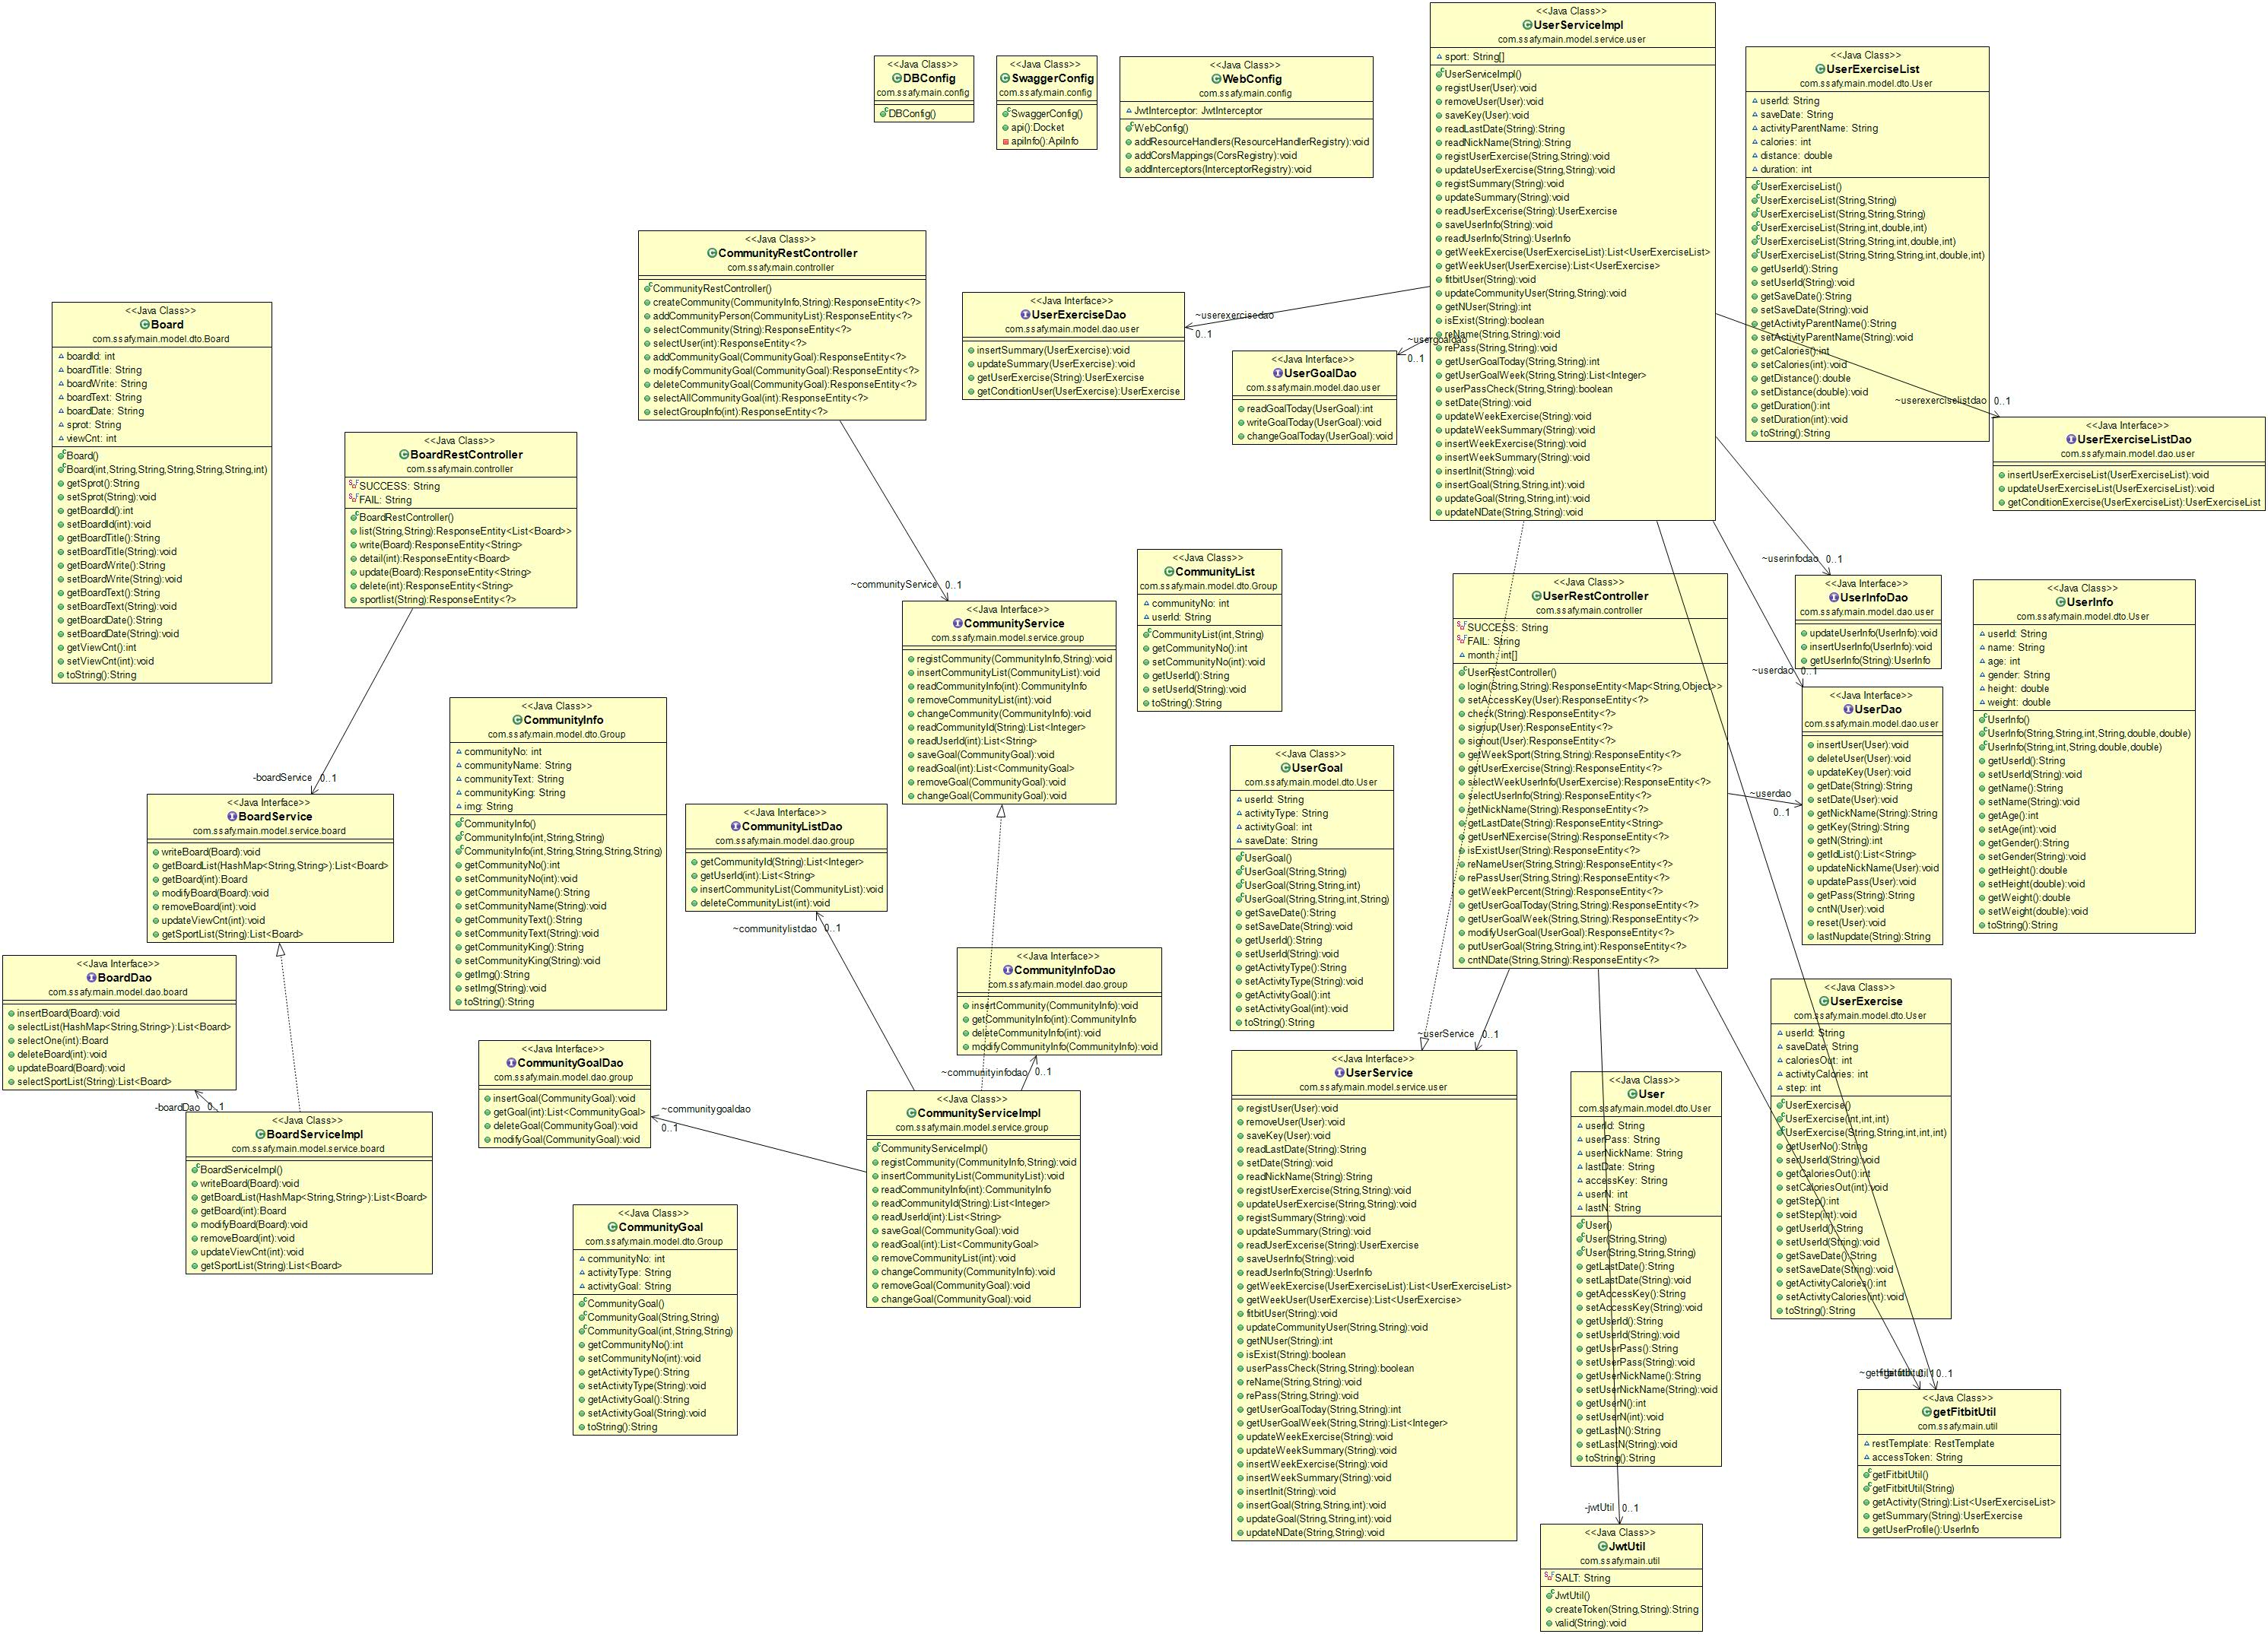 <<Java Class>>
DBConfig
com.ssafy.main.config
DBConfig()
<<Java Class>>
SwaggerConfig
com.ssafy.main.config
SwaggerConfig()
api():Docket
apiInfo():ApiInfo
<<Java Class>>
WebConfig
com.ssafy.main.config
JwtInterceptor: JwtInterceptor
WebConfig()
addResourceHandlers(ResourceHandlerRegistry):void
addCorsMappings(CorsRegistry):void
addInterceptors(InterceptorRegistry):void
<<Java Class>>
UserServiceImpl
com.ssafy.main.model.service.user
sport: String[]
UserServiceImpl()
registUser(User):void
removeUser(User):void
saveKey(User):void
readLastDate(String):String
readNickName(String):String
registUserExercise(String,String):void
updateUserExercise(String,String):void
registSummary(String):void
updateSummary(String):void
readUserExcerise(String):UserExercise
saveUserInfo(String):void
readUserInfo(String):UserInfo
getWeekExercise(UserExerciseList):List<UserExerciseList>
getWeekUser(UserExercise):List<UserExercise>
fitbitUser(String):void
updateCommunityUser(String,String):void
getNUser(String):int
isExist(String):boolean
reName(String,String):void
rePass(String,String):void
getUserGoalToday(String,String):int
getUserGoalWeek(String,String):List<Integer>
userPassCheck(String,String):boolean
setDate(String):void
updateWeekExercise(String):void
updateWeekSummary(String):void
insertWeekExercise(String):void
insertWeekSummary(String):void
insertInit(String):void
insertGoal(String,String,int):void
updateGoal(String,String,int):void
updateNDate(String,String):void
<<Java Class>>
UserExerciseList
com.ssafy.main.model.dto.User
userId: String
saveDate: String
activityParentName: String
calories: int
distance: double
duration: int
UserExerciseList()
UserExerciseList(String,String)
UserExerciseList(String,String,String)
UserExerciseList(String,int,double,int)
UserExerciseList(String,String,int,double,int)
UserExerciseList(String,String,String,int,double,int)
getUserId():String
setUserId(String):void
getSaveDate():String
setSaveDate(String):void
getActivityParentName():String
setActivityParentName(String):void
getCalories():int
setCalories(int):void
getDistance():double
setDistance(double):void
getDuration():int
setDuration(int):void
toString():String
<<Java Class>>
CommunityRestController
com.ssafy.main.controller
CommunityRestController()
createCommunity(CommunityInfo,String):ResponseEntity<?>
addCommunityPerson(CommunityList):ResponseEntity<?>
selectCommunity(String):ResponseEntity<?>
selectUser(int):ResponseEntity<?>
addCommunityGoal(CommunityGoal):ResponseEntity<?>
modifyCommunityGoal(CommunityGoal):ResponseEntity<?>
deleteCommunityGoal(CommunityGoal):ResponseEntity<?>
selectAllCommunityGoal(int):ResponseEntity<?>
selectGroupInfo(int):ResponseEntity<?>
<<Java Interface>>
UserExerciseDao
com.ssafy.main.model.dao.user
insertSummary(UserExercise):void
updateSummary(UserExercise):void
getUserExercise(String):UserExercise
getConditionUser(UserExercise):UserExercise
~userexercisedao
0..1
~usergoaldao
0..1
<<Java Interface>>
UserGoalDao
com.ssafy.main.model.dao.user
readGoalToday(UserGoal):int
writeGoalToday(UserGoal):void
changeGoalToday(UserGoal):void
~userexerciselistdao 0..1
<<Java Interface>>
UserExerciseListDao
com.ssafy.main.model.dao.user
insertUserExerciseList(UserExerciseList):void
updateUserExerciseList(UserExerciseList):void
getConditionExercise(UserExerciseList):UserExerciseList
<<Java Class>>
Board
com.ssafy.main.model.dto.Board
boardId: int
boardTitle: String
boardWrite: String
boardText: String
boardDate: String
sprot: String
viewCnt: int
Board()
Board(int,String,String,String,String,String,int)
getSprot():String
setSprot(String):void
getBoardId():int
setBoardId(int):void
getBoardTitle():String
setBoardTitle(String):void
getBoardWrite():String
setBoardWrite(String):void
getBoardText():String
setBoardText(String):void
getBoardDate():String
setBoardDate(String):void
getViewCnt():int
setViewCnt(int):void
toString():String
<<Java Class>>
BoardRestController
com.ssafy.main.controller
SUCCESS: String
FAIL: String
BoardRestController()
list(String,String):ResponseEntity<List<Board>>
write(Board):ResponseEntity<String>
detail(int):ResponseEntity<Board>
update(Board):ResponseEntity<String>
delete(int):ResponseEntity<String>
sportlist(String):ResponseEntity<?>
~communityService 0..1
<<Java Interface>>
CommunityService
com.ssafy.main.model.service.group
registCommunity(CommunityInfo,String):void
insertCommunityList(CommunityList):void
readCommunityInfo(int):CommunityInfo
removeCommunityList(int):void
changeCommunity(CommunityInfo):void
readCommunityId(String):List<Integer>
readUserId(int):List<String>
saveGoal(CommunityGoal):void
readGoal(int):List<CommunityGoal>
removeGoal(CommunityGoal):void
changeGoal(CommunityGoal):void
<<Java Class>>
CommunityList
com.ssafy.main.model.dto.Group
communityNo: int
userId: String
CommunityList(int,String)
getCommunityNo():int
setCommunityNo(int):void
getUserId():String
setUserId(String):void
toString():String
<<Java Class>>
UserRestController
com.ssafy.main.controller
SUCCESS: String
FAIL: String
month: int[]
UserRestController()
login(String,String):ResponseEntity<Map<String,Object>>
setAccessKey(User):ResponseEntity<?>
check(String):ResponseEntity<?>
signup(User):ResponseEntity<?>
signout(User):ResponseEntity<?>
getWeekSport(String,String):ResponseEntity<?>
getUserExercise(String):ResponseEntity<?>
selectWeekUserInfo(UserExercise):ResponseEntity<?>
selectUserInfo(String):ResponseEntity<?>
getNickName(String):ResponseEntity<?>
getLastDate(String):ResponseEntity<String>
getUserNExercise(String):ResponseEntity<?>
isExistUser(String):ResponseEntity<?>
reNameUser(String,String):ResponseEntity<?>
rePassUser(String,String):ResponseEntity<?>
getWeekPercent(String):ResponseEntity<?>
getUserGoalToday(String,String):ResponseEntity<?>
getUserGoalWeek(String,String):ResponseEntity<?>
modifyUserGoal(UserGoal):ResponseEntity<?>
putUserGoal(String,String,int):ResponseEntity<?>
cntNDate(String,String):ResponseEntity<?>
~userinfodao 0..1
<<Java Interface>>
UserInfoDao
com.ssafy.main.model.dao.user
updateUserInfo(UserInfo):void
insertUserInfo(UserInfo):void
getUserInfo(String):UserInfo
~userdao 0..1
<<Java Interface>>
UserDao
com.ssafy.main.model.dao.user
insertUser(User):void
deleteUser(User):void
updateKey(User):void
getDate(String):String
setDate(User):void
getNickName(String):String
getKey(String):String
getN(String):int
getIdList():List<String>
updateNickName(User):void
updatePass(User):void
getPass(String):String
cntN(User):void
reset(User):void
lastNupdate(String):String
~userdao
0..1
<<Java Class>>
UserInfo
com.ssafy.main.model.dto.User
userId: String
name: String
age: int
gender: String
height: double
weight: double
UserInfo()
UserInfo(String,String,int,String,double,double)
UserInfo(String,int,String,double,double)
getUserId():String
setUserId(String):void
getName():String
setName(String):void
getAge():int
setAge(int):void
getGender():String
setGender(String):void
getHeight():double
setHeight(double):void
getWeight():double
setWeight(double):void
toString():String
<<Java Class>>
CommunityInfo
com.ssafy.main.model.dto.Group
communityNo: int
communityName: String
communityText: String
communityKing: String
img: String
CommunityInfo()
CommunityInfo(int,String,String)
CommunityInfo(int,String,String,String,String)
getCommunityNo():int
setCommunityNo(int):void
getCommunityName():String
setCommunityName(String):void
getCommunityText():String
setCommunityText(String):void
getCommunityKing():String
setCommunityKing(String):void
getImg():String
setImg(String):void
toString():String
-boardService 0..1
<<Java Interface>>
BoardService
com.ssafy.main.model.service.board
writeBoard(Board):void
getBoardList(HashMap<String,String>):List<Board>
getBoard(int):Board
modifyBoard(Board):void
removeBoard(int):void
updateViewCnt(int):void
getSportList(String):List<Board>
<<Java Interface>>
CommunityListDao
com.ssafy.main.model.dao.group
getCommunityId(String):List<Integer>
getUserId(int):List<String>
insertCommunityList(CommunityList):void
deleteCommunityList(int):void
~communitylistdao 0..1
<<Java Class>>
UserGoal
com.ssafy.main.model.dto.User
userId: String
activityType: String
activityGoal: int
saveDate: String
UserGoal()
UserGoal(String,String)
UserGoal(String,String,int)
UserGoal(String,String,int,String)
getSaveDate():String
setSaveDate(String):void
getUserId():String
setUserId(String):void
getActivityType():String
setActivityType(String):void
getActivityGoal():int
setActivityGoal(int):void
toString():String
<<Java Interface>>
BoardDao
com.ssafy.main.model.dao.board
insertBoard(Board):void
selectList(HashMap<String,String>):List<Board>
selectOne(int):Board
deleteBoard(int):void
updateBoard(Board):void
selectSportList(String):List<Board>
-boardDao 0..1
<<Java Class>>
BoardServiceImpl
com.ssafy.main.model.service.board
BoardServiceImpl()
writeBoard(Board):void
getBoardList(HashMap<String,String>):List<Board>
getBoard(int):Board
modifyBoard(Board):void
removeBoard(int):void
updateViewCnt(int):void
getSportList(String):List<Board>
<<Java Interface>>
CommunityInfoDao
com.ssafy.main.model.dao.group
insertCommunity(CommunityInfo):void
getCommunityInfo(int):CommunityInfo
deleteCommunityInfo(int):void
modifyCommunityInfo(CommunityInfo):void
~communityinfodao 0..1
<<Java Interface>>
CommunityGoalDao
com.ssafy.main.model.dao.group
insertGoal(CommunityGoal):void
getGoal(int):List<CommunityGoal>
deleteGoal(CommunityGoal):void
modifyGoal(CommunityGoal):void
~communitygoaldao
0..1
<<Java Class>>
CommunityServiceImpl
com.ssafy.main.model.service.group
CommunityServiceImpl()
registCommunity(CommunityInfo,String):void
insertCommunityList(CommunityList):void
readCommunityInfo(int):CommunityInfo
readCommunityId(String):List<Integer>
readUserId(int):List<String>
saveGoal(CommunityGoal):void
readGoal(int):List<CommunityGoal>
removeCommunityList(int):void
changeCommunity(CommunityInfo):void
removeGoal(CommunityGoal):void
changeGoal(CommunityGoal):void
<<Java Class>>
CommunityGoal
com.ssafy.main.model.dto.Group
communityNo: int
activityType: String
activityGoal: String
CommunityGoal()
CommunityGoal(String,String)
CommunityGoal(int,String,String)
getCommunityNo():int
setCommunityNo(int):void
getActivityType():String
setActivityType(String):void
getActivityGoal():String
setActivityGoal(String):void
toString():String
~userService 0..1
<<Java Interface>>
UserService
com.ssafy.main.model.service.user
registUser(User):void
removeUser(User):void
saveKey(User):void
readLastDate(String):String
setDate(String):void
readNickName(String):String
registUserExercise(String,String):void
updateUserExercise(String,String):void
registSummary(String):void
updateSummary(String):void
readUserExcerise(String):UserExercise
saveUserInfo(String):void
readUserInfo(String):UserInfo
getWeekExercise(UserExerciseList):List<UserExerciseList>
getWeekUser(UserExercise):List<UserExercise>
fitbitUser(String):void
updateCommunityUser(String,String):void
getNUser(String):int
isExist(String):boolean
userPassCheck(String,String):boolean
reName(String,String):void
rePass(String,String):void
getUserGoalToday(String,String):int
getUserGoalWeek(String,String):List<Integer>
updateWeekExercise(String):void
updateWeekSummary(String):void
insertWeekExercise(String):void
insertWeekSummary(String):void
insertInit(String):void
insertGoal(String,String,int):void
updateGoal(String,String,int):void
updateNDate(String,String):void
<<Java Class>>
User
com.ssafy.main.model.dto.User
userId: String
userPass: String
userNickName: String
lastDate: String
accessKey: String
userN: int
lastN: String
User()
User(String,String)
User(String,String,String)
getLastDate():String
setLastDate(String):void
getAccessKey():String
setAccessKey(String):void
getUserId():String
setUserId(String):void
getUserPass():String
setUserPass(String):void
getUserNickName():String
setUserNickName(String):void
getUserN():int
setUserN(int):void
getLastN():String
setLastN(String):void
toString():String
<<Java Class>>
UserExercise
com.ssafy.main.model.dto.User
userId: String
saveDate: String
caloriesOut: int
activityCalories: int
step: int
UserExercise()
UserExercise(int,int,int)
UserExercise(String,String,int,int,int)
getUserNo():String
setUserId(String):void
getCaloriesOut():int
setCaloriesOut(int):void
getStep():int
setStep(int):void
getUserId():String
setUserId(String):void
getSaveDate():String
setSaveDate(String):void
getActivityCalories():int
setActivityCalories(int):void
toString():String
0..1
<<Java Class>>
getFitbitUtil
com.ssafy.main.util
restTemplate: RestTemplate
accessToken: String
getFitbitUtil()
getFitbitUtil(String)
getActivity(String):List<UserExerciseList>
getSummary(String):UserExercise
getUserProfile():UserInfo
-jwtUtil 0..1
<<Java Class>>
JwtUtil
com.ssafy.main.util
SALT: String
JwtUtil()
createToken(String,String):String
valid(String):void